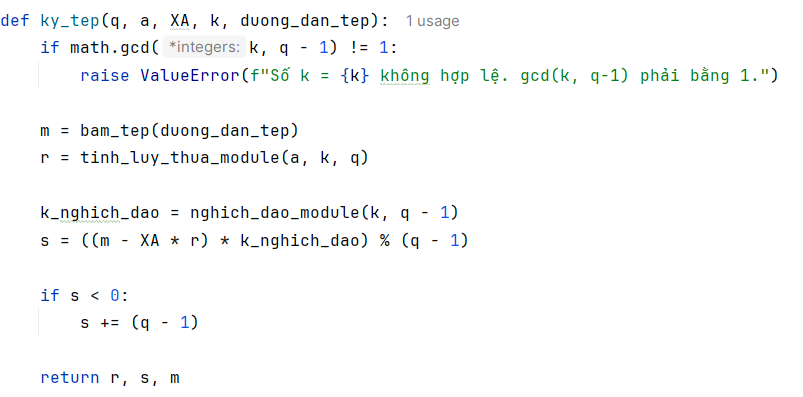 def ky_tep(q, a, XA, k, duong_dan_tep): 1 usage
    if math.gcd( *integers: k, q - 1) != 1:
        raise ValueError(f"Số k = {k} không hợp lệ. gcd(k, q-1) phải bằng 1.")
    m = bam_tep(duong_dan_tep)
    r = tinh_luy_thua_module(a, k, q)
    k_nghich_dao = nghich_dao_module(k, q - 1)
    s = ((m - XA * r) * k_nghich_dao) % (q - 1)
    if s < 0:
        s += (q - 1)
    return r, s, m